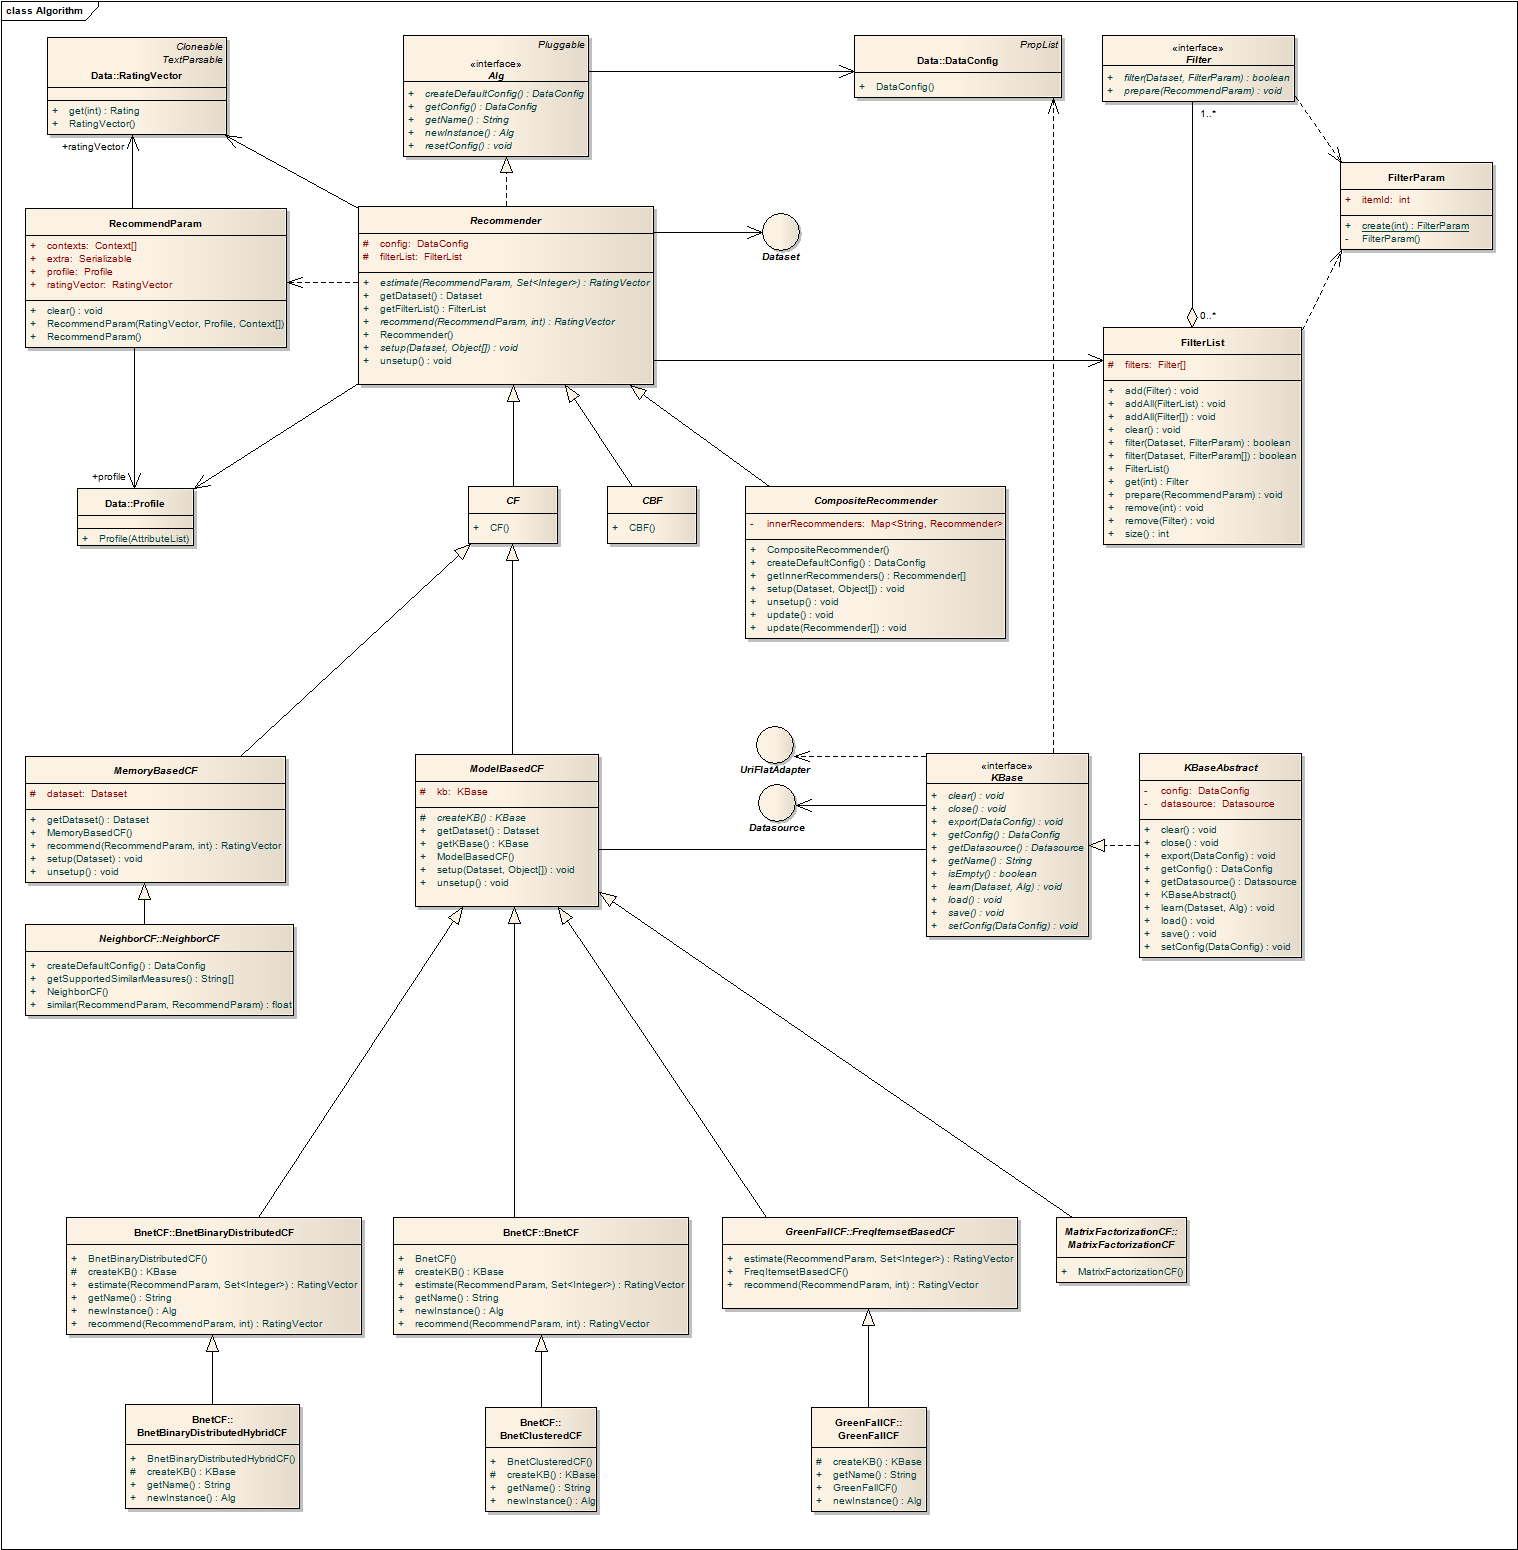 class Algorithm
Cloneable
TextParsable
Data::RatingVector
+ get(int) : Rating
+ RatingVector()
Pluggable
«interface»
Alg
+ createDefaultConfig() : DataConfig
+ getConfig() : DataConfig
+ getName() : String
+ newInstance() : Alg
+ resetConfig() : void
PropList
Data::DataConfig
+ DataConfig()
«interface»
Filter
+ filter(Dataset, FilterParam) : boolean
+ prepare(RecommendParam) : void
1..*
+ratingVector
FilterParam
+ itemId: int
+ create(int) : FilterParam
- FilterParam()
RecommendParam
+ contexts: Context[]
+ extra: Serializable
+ profile: Profile
+ ratingVector: RatingVector
+ clear() : void
+ RecommendParam(RatingVector, Profile, Context[])
+ RecommendParam()
Recommender
# config: DataConfig
# filterList: FilterList
+ estimate(RecommendParam, Set<Integer>) : RatingVector
+ getDataset() : Dataset
+ getFilterList() : FilterList
+ recommend(RecommendParam, int) : RatingVector
+ Recommender()
+ setup(Dataset, Object[]) : void
+ unsetup() : void
Dataset
0..*
FilterList
# filters: Filter[]
+ add(Filter) : void
+ addAll(FilterList) : void
+ addAll(Filter[]) : void
+ clear() : void
+ filter(Dataset, FilterParam) : boolean
+ filter(Dataset, FilterParam[]) : boolean
+ FilterList()
+ get(int) : Filter
+ prepare(RecommendParam) : void
+ remove(int) : void
+ remove(Filter) : void
+ size() : int
+profile
Data::Profile
+ Profile(AttributeList)
CF
+ CF()
CBF
+ CBF()
CompositeRecommender
- innerRecommenders: Map<String, Recommender>
+ CompositeRecommender()
+ createDefaultConfig() : DataConfig
+ getInnerRecommenders() : Recommender[]
+ setup(Dataset, Object[]) : void
+ unsetup() : void
+ update() : void
+ update(Recommender[]) : void
MemoryBasedCF
# dataset: Dataset
+ getDataset() : Dataset
+ MemoryBasedCF()
+ recommend(RecommendParam, int) : RatingVector
+ setup(Dataset) : void
+ unsetup() : void
ModelBasedCF
# kb: KBase
# createKB() : KBase
+ getDataset() : Dataset
+ getKBase() : KBase
+ ModelBasedCF()
+ setup(Dataset, Object[]) : void
+ unsetup() : void
UriFlatAdapter
Datasource
«interface»
KBase
+ clear() : void
+ close() : void
+ export(DataConfig) : void
+ getConfig() : DataConfig
+ getDatasource() : Datasource
+ getName() : String
+ isEmpty() : boolean
+ learn(Dataset, Alg) : void
+ load() : void
+ save() : void
+ setConfig(DataConfig) : void
KBaseAbstract
- config: DataConfig
- datasource: Datasource
+ clear() : void
+ close() : void
+ export(DataConfig) : void
+ getConfig() : DataConfig
+ getDatasource() : Datasource
+ KBaseAbstract()
+ learn(Dataset, Alg) : void
+ load() : void
+ save() : void
+ setConfig(DataConfig) : void
NeighborCF::NeighborCF
+ createDefaultConfig() : DataConfig
+ getSupportedSimilarMeasures() : String[]
+ NeighborCF()
+ similar(RecommendParam, RecommendParam) : float
BnetCF::BnetBinaryDistributedCF
+ BnetBinaryDistributedCF()
# createKB() : KBase
+ estimate(RecommendParam, Set<Integer>) : RatingVector
+ getName() : String
+ newInstance() : Alg
+ recommend(RecommendParam, int) : RatingVector
BnetCF::BnetCF
+ BnetCF()
# createKB() : KBase
+ estimate(RecommendParam, Set<Integer>) : RatingVector
+ getName() : String
+ newInstance() : Alg
+ recommend(RecommendParam, int) : RatingVector
GreenFallCF::FreqItemsetBasedCF
+ estimate(RecommendParam, Set<Integer>) : RatingVector
+ FreqItemsetBasedCF()
+ recommend(RecommendParam, int) : RatingVector
MatrixFactorizationCF::
MatrixFactorizationCF
+ MatrixFactorizationCF()
BnetCF::
BnetBinaryDistributedHybridCF
+ BnetBinaryDistributedHybridCF()
# createKB() : KBase
+ getName() : String
+ newInstance() : Alg
BnetCF::
BnetClusteredCF
+ BnetClusteredCF()
# createKB() : KBase
+ getName() : String
+ newInstance() : Alg
GreenFallCF::
GreenFallCF
# createKB() : KBase
+ getName() : String
+ GreenFallCF()
+ newInstance() : Alg